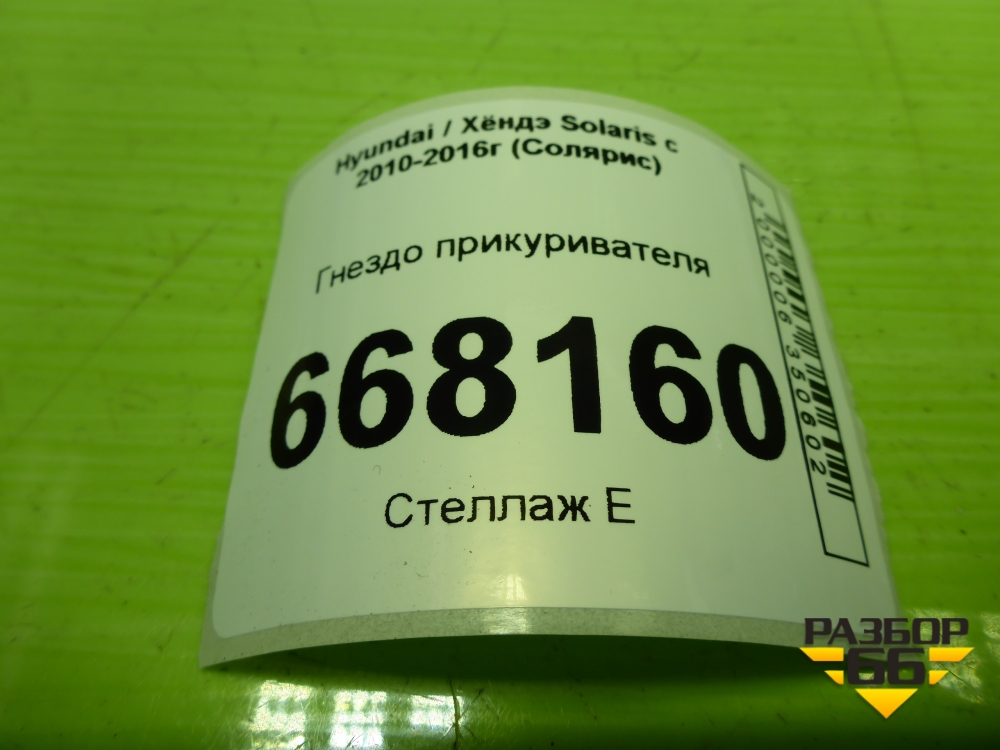 Hyundai / Хёндэ Solaris с
2010-2016г (Солярис)
Гнездо прикуривателя
668160
Стеллаж Е
2000006350602
РАЗБОР
66